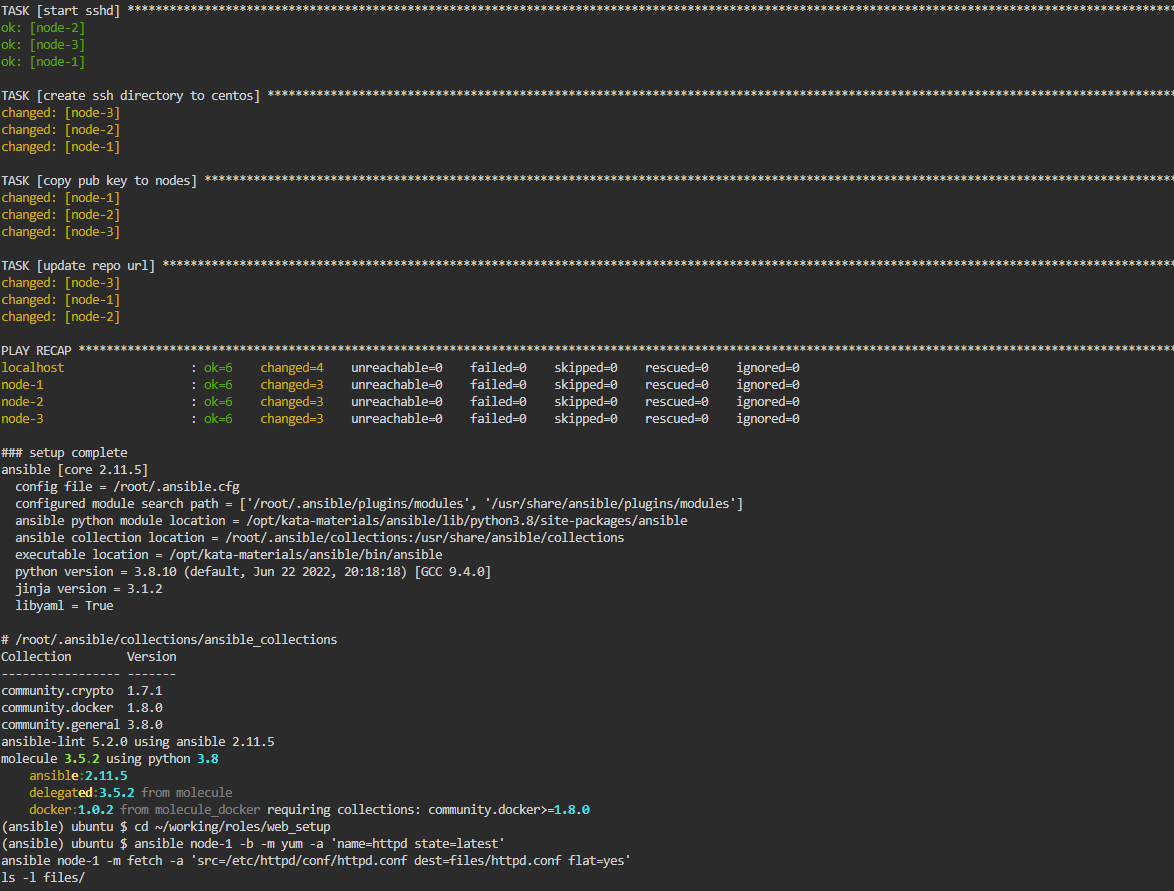 TASK [start sshd] ******************************************************************************************************************************************************
ok: [node-2]
ok: [node-3]
ok: [node-1]
TASK [create ssh directory to centos] **********************************************************************************************************************************
changed: [node-3]
changed: [node-2]
changed: [node-1]
TASK [copy pub key to nodes] *******************************************************************************************************************************************
changed: [node-1]
changed: [node-2]
changed: [node-3]
TASK [update repo url] *************************************************************************************************************************************************
changed: [node-3]
changed: [node-1]
changed: [node-2]
PLAY RECAP *************************************************************************************************************************************************************
localhost                  : ok=6    changed=4    unreachable=0    failed=0    skipped=0    rescued=0    ignored=0
node-1                     : ok=6    changed=3    unreachable=0    failed=0    skipped=0    rescued=0    ignored=0
node-2                     : ok=6    changed=3    unreachable=0    failed=0    skipped=0    rescued=0    ignored=0
node-3                     : ok=6    changed=3    unreachable=0    failed=0    skipped=0    rescued=0    ignored=0
### setup complete
ansible [core 2.11.5]
  config file = /root/.ansible.cfg
  configured module search path = ['/root/.ansible/plugins/modules', '/usr/share/ansible/plugins/modules']
  ansible python module location = /opt/kata-materials/ansible/lib/python3.8/site-packages/ansible
  ansible collection location = /root/.ansible/collections:/usr/share/ansible/collections
  executable location = /opt/kata-materials/ansible/bin/ansible
  python version = 3.8.10 (default, Jun 22 2022, 20:18:18) [GCC 9.4.0]
  jinja version = 3.1.2
  libyaml = True
# /root/.ansible/collections/ansible_collections
Collection        Version
----------------- -------
community.crypto  1.7.1
community.docker  1.8.0
community.general 3.8.0
ansible-lint 5.2.0 using ansible 2.11.5
molecule 3.5.2 using python 3.8
    ansible:2.11.5
    delegated:3.5.2 from molecule
    docker:1.0.2 from molecule_docker requiring collections: community.docker>=1.8.0
(ansible) ubuntu $ cd ~/working/roles/web_setup
(ansible) ubuntu $ ansible node-1 -b -m yum -a 'name=httpd state=latest'
ansible node-1 -m fetch -a 'src=/etc/httpd/conf/httpd.conf dest=files/httpd.conf flat=yes'
ls -l files/